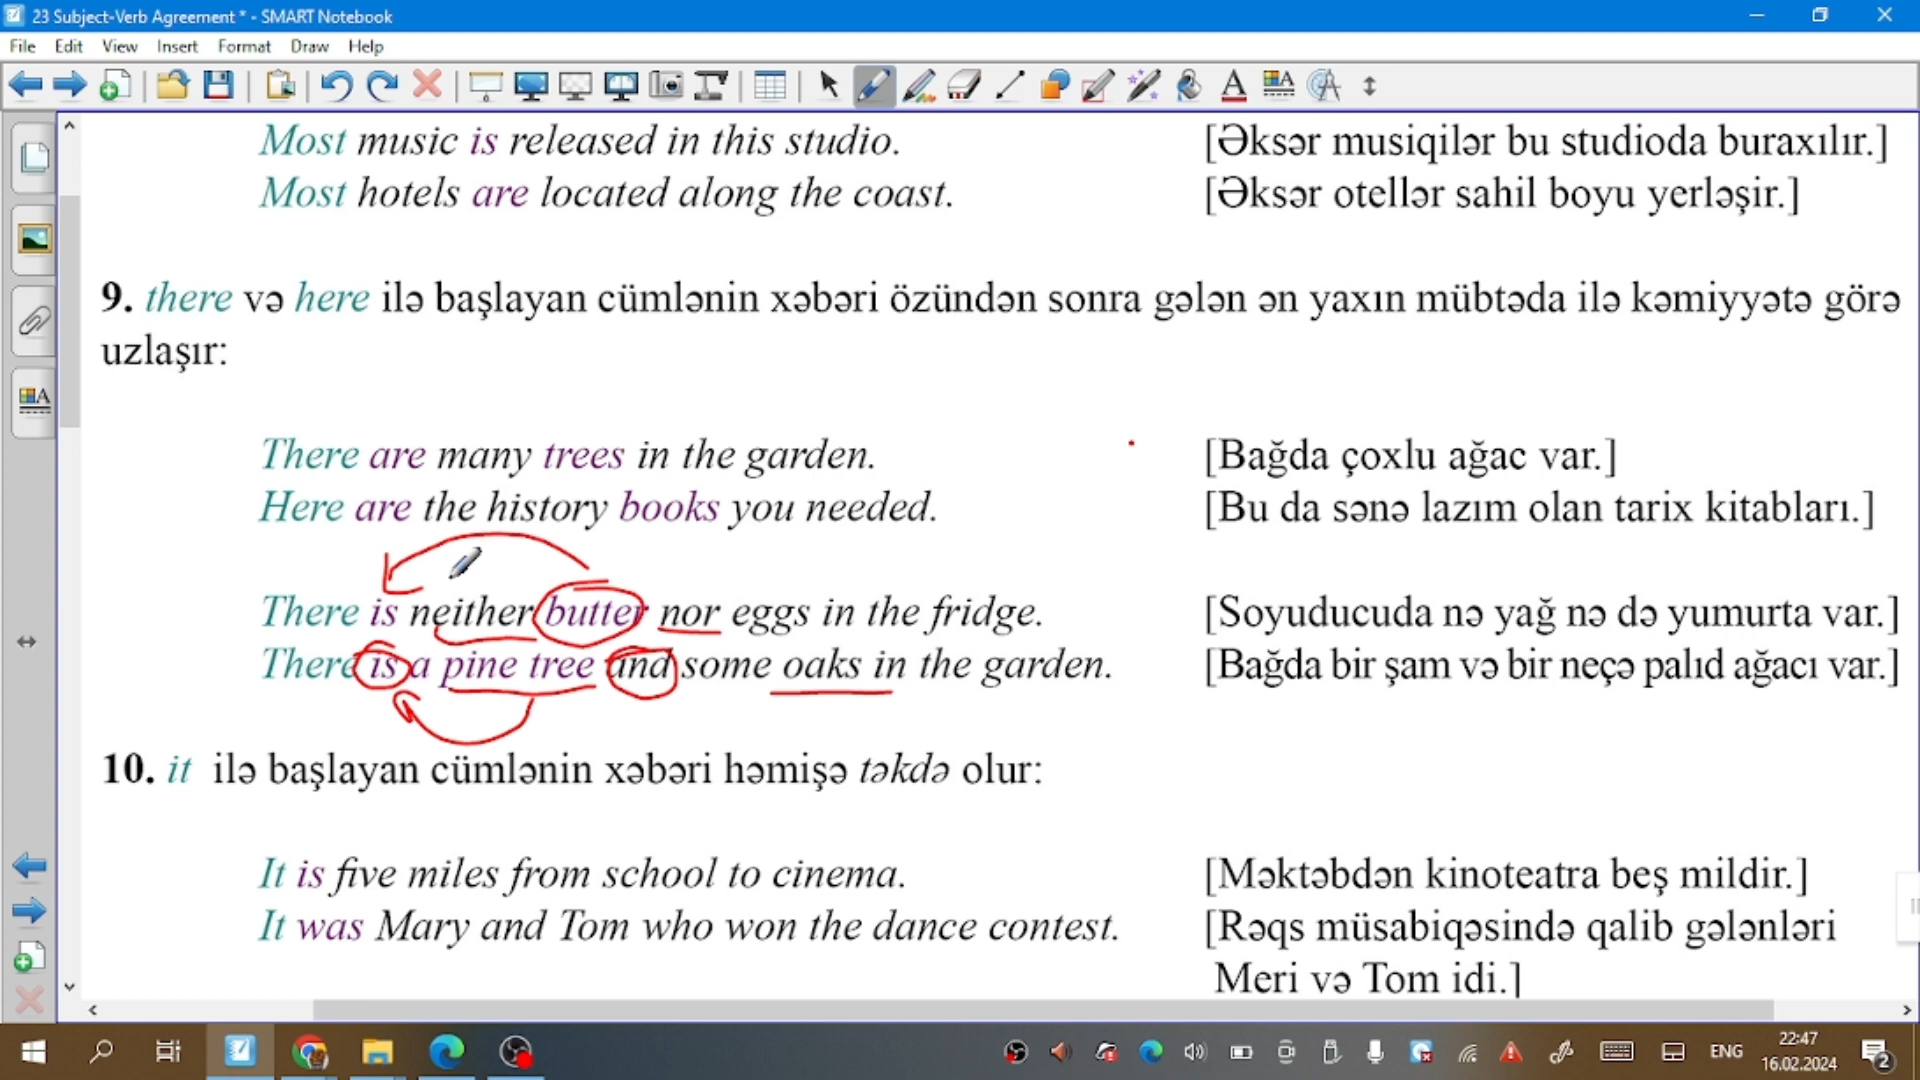 23 Subject-Verb Agreement * - SMART Notebook
File Edit View Insert Format Draw Help
Most music is released in this studio. [Əksər musiqilər bu studioda buraxılır.]
Most hotels are located along the coast. [Əksər otellər sahil boyu yerləşir.]
9. there və here ilə başlayan cümlənin xəbəri özündən sonra gələn ən yaxın mübtəda ilə kəmiyyətə görə
uzlaşır:
There are many trees in the garden. [Bağda çoxlu ağac var.]
Here are the history books you needed. [Bu da sənə lazım olan tarix kitabları.]
There is neither butter nor eggs in the fridge. [Soyuducuda nə yağ nə də yumurta var.]
There is a pine tree and some oaks in the garden. [Bağda bir şam və bir neçə palıd ağacı var.]
10. it ilə başlayan cümlənin xəbəri həmişə təkdə olur:
It is five miles from school to cinema. [Məktəbdən kinoteatra beş mildir.]
It was Mary and Tom who won the dance contest. [Rəqs müsabiqəsində qalib gələnləri
Meri və Tom idi.]
ENG
22:47
16.02.2024
2